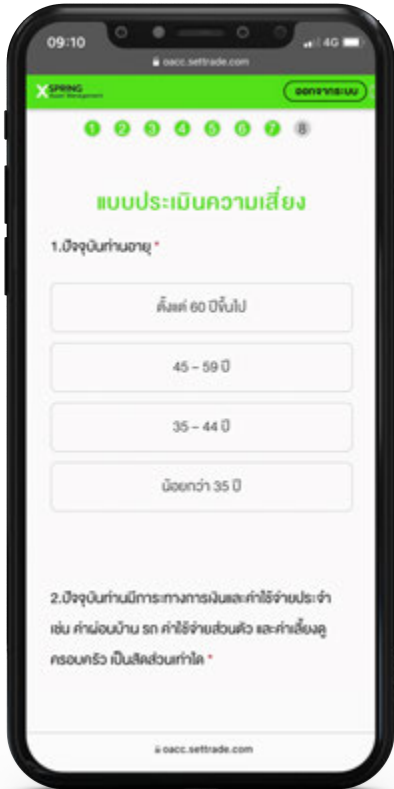 09:10
4G
oacc.settrade.com
XSPRING
Asset Management
ออกจากระบบ
1 2 3 4 5 6 7 8
แบบประเมินความเสี่ยง
1.ปัจจุบันท่านอายุ *
ตั้งแต่ 60 ปีขึ้นไป
45 – 59 ปี
35 – 44 ปี
น้อยกว่า 35 ปี
2.ปัจจุบันท่านมีภาระทางการเงินและค่าใช้จ่ายประจำ
เช่น ค่าผ่อนบ้าน รถ ค่าใช้จ่ายส่วนตัว และค่าเลี้ยงดู
ครอบครัว เป็นสัดส่วนเท่าใด *
oacc.settrade.com